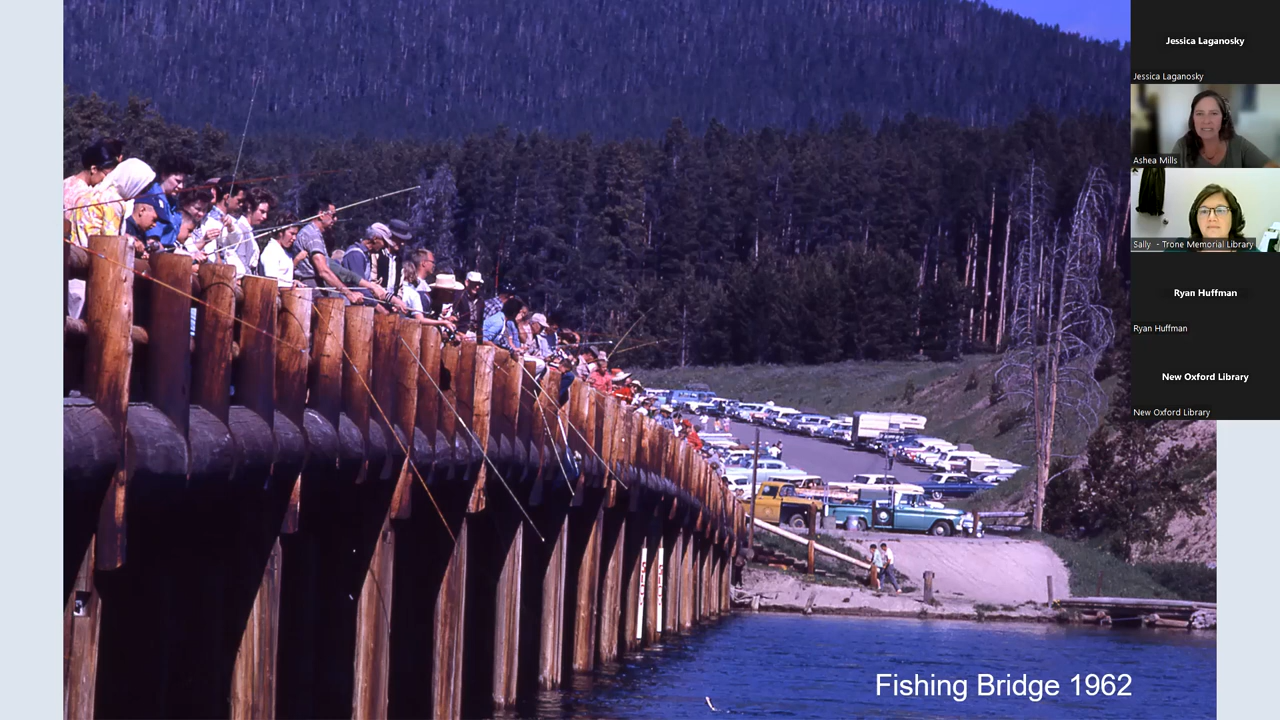 Jessica Laganosky
Jessica Laganosky
Ashea Mills
Sally - Trone Memorial Library
Ryan Huffman
Ryan Huffman
New Oxford Library
New Oxford Library
Fishing Bridge 1962